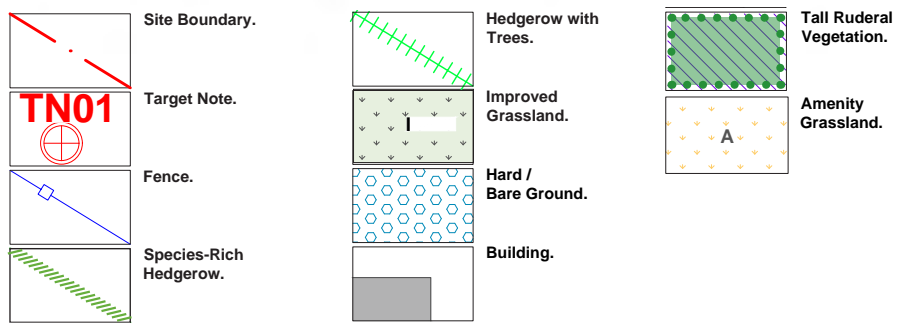 Site Boundary.
TN01
Target Note.
Fence.
Species-Rich
Hedgerow.
Hedgerow with
Trees.
I
Improved
Grassland.
Hard /
Bare Ground.
Building.
Tall Ruderal
Vegetation.
A
Amenity
Grassland.